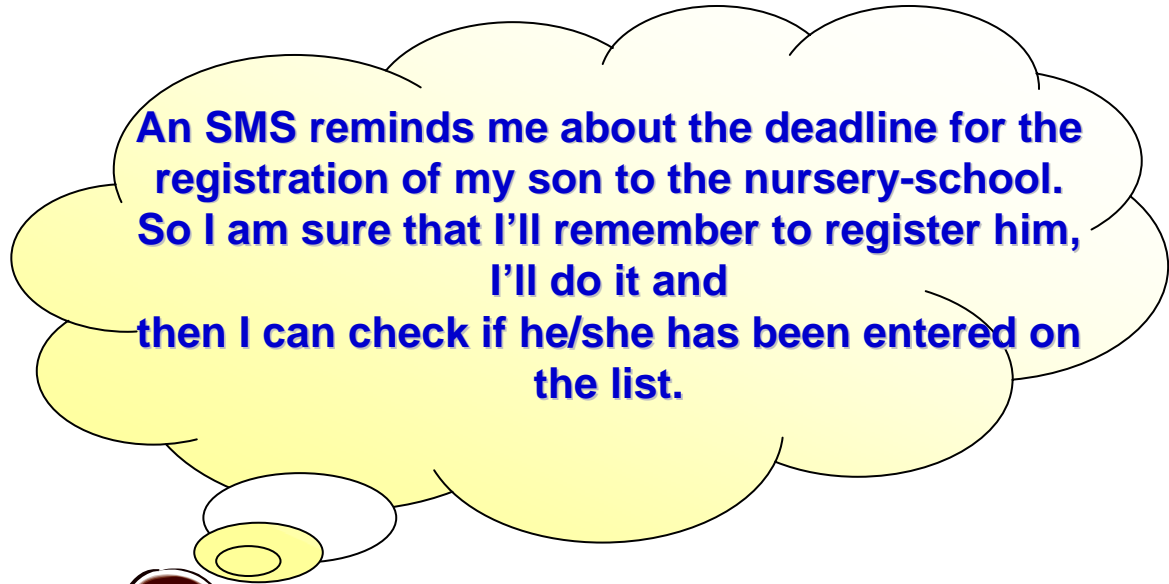 An SMS reminds me about the deadline for the
registration of my son to the nursery-school.
So I am sure that I’ll remember to register him,
I’ll do it and
then I can check if he/she has been entered on
the list.